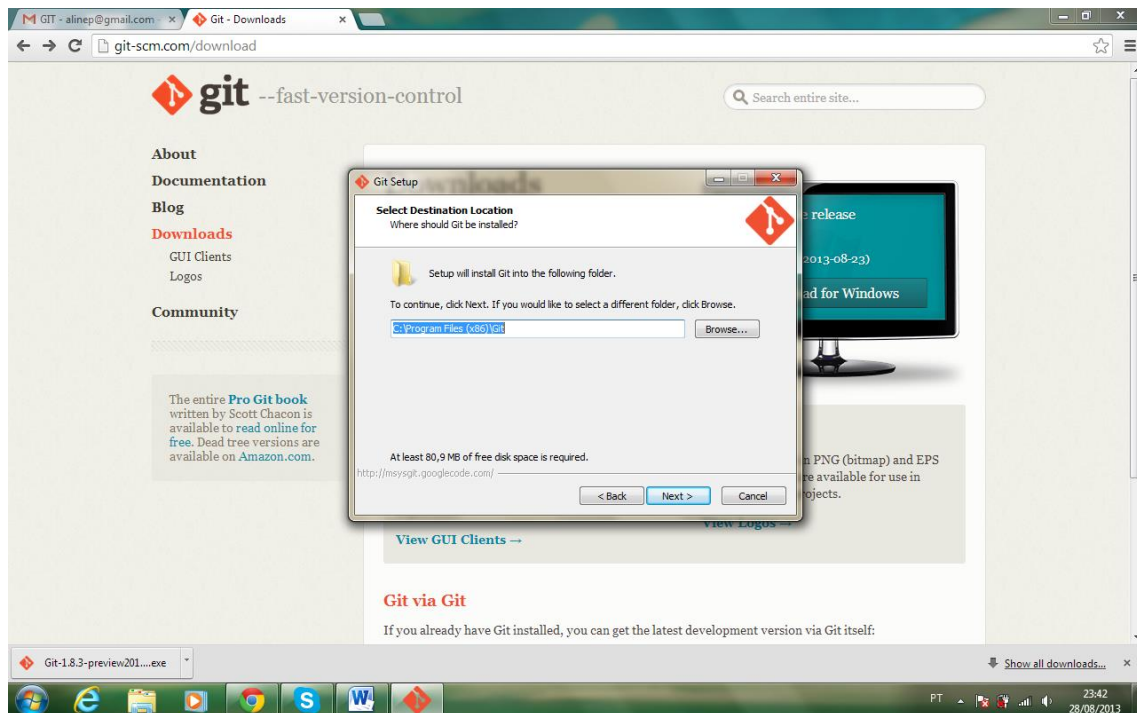 GIT - alinep@gmail.com
Git - Downloads
git-scm.com/download
git --fast-version-control
Search entire site...
About
Documentation
Blog
Downloads
GUI Clients
Logos
Community
The entire Pro Git book
written by Scott Chacon is
available to read online for
free. Dead tree versions are
available on Amazon.com.
Downloads
release
2013-08-23)
ad for Windows
Git Setup
Select Destination Location
Where should Git be installed?
Setup will install Git into the following folder.
To continue, click Next. If you would like to select a different folder, click Browse.
C:\Program Files (x86)\Git
Browse...
At least 80,9 MB of free disk space is required.
http://msysgit.googlecode.com/
< Back
Next >
Cancel
n PNG (bitmap) and EPS
re available for use in
rojects.
View Logos →
View GUI Clients →
Git via Git
If you already have Git installed, you can get the latest development version via Git itself:
Git-1.8.3-preview201....exe
Show all downloads...
PT
23:42
28/08/2013